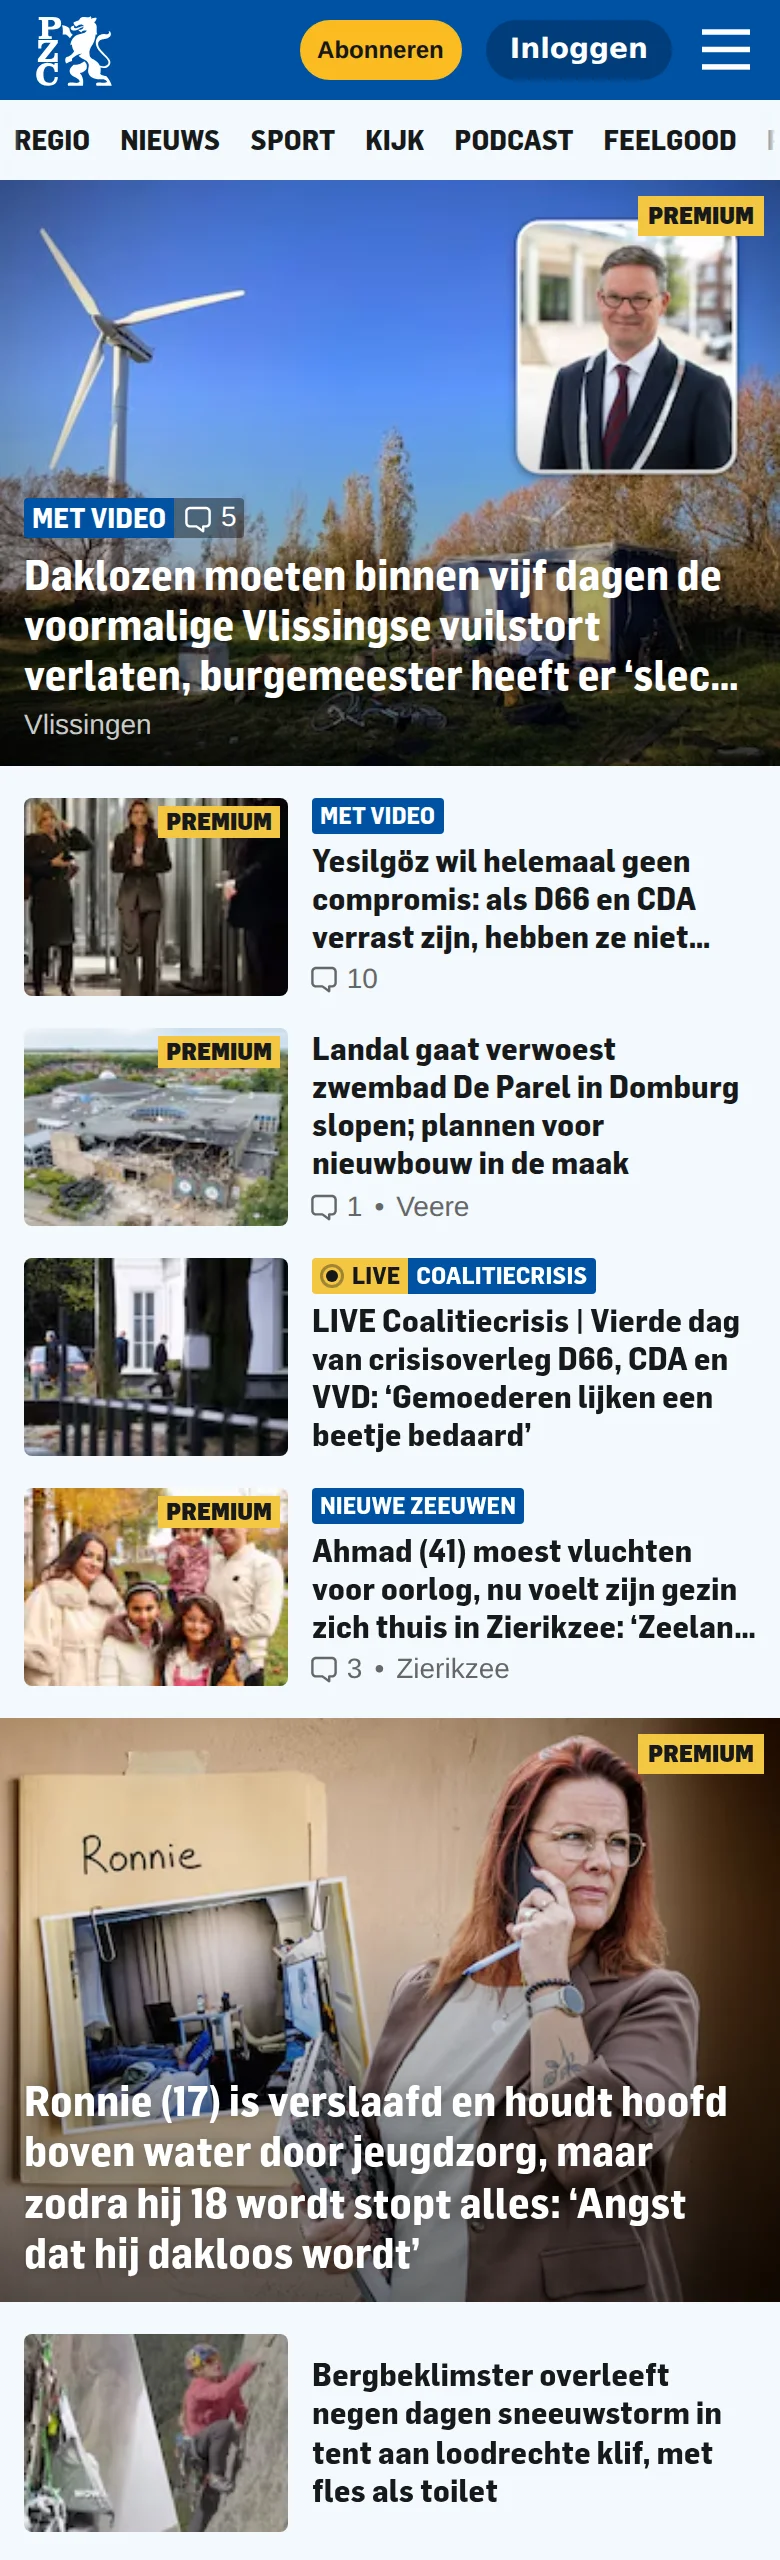 PZC
Abonneren
Inloggen
REGIO NIEUWS SPORT KIJK PODCAST FEELGOOD
PREMIUM
MET VIDEO 5
Daklozen moeten binnen vijf dagen de
voormalige Vlissingse vuilstort
verlaten, burgemeester heeft er ‘slec...
Vlissingen
PREMIUM
MET VIDEO
Yesilgöz wil helemaal geen
compromis: als D66 en CDA
verrast zijn, hebben ze niet...
10
PREMIUM
Landal gaat verwoest
zwembad De Parel in Domburg
slopen; plannen voor
nieuwbouw in de maak
1 • Veere
LIVE COALITIECRISIS
LIVE Coalitiecrisis | Vierde dag
van crisisoverleg D66, CDA en
VVD: ‘Gemoederen lijken een
beetje bedaard’
PREMIUM
NIEUWE ZEEUWEN
Ahmad (41) moest vluchten
voor oorlog, nu voelt zijn gezin
zich thuis in Zierikzee: ‘Zeelan...
3 • Zierikzee
PREMIUM
Ronnie
Ronnie (17) is verslaafd en houdt hoofd
boven water door jeugdzorg, maar
zodra hij 18 wordt stopt alles: ‘Angst
dat hij dakloos wordt’
Bergbeklimster overleeft
negen dagen sneeuwstorm in
tent aan loodrechte klif, met
fles als toilet